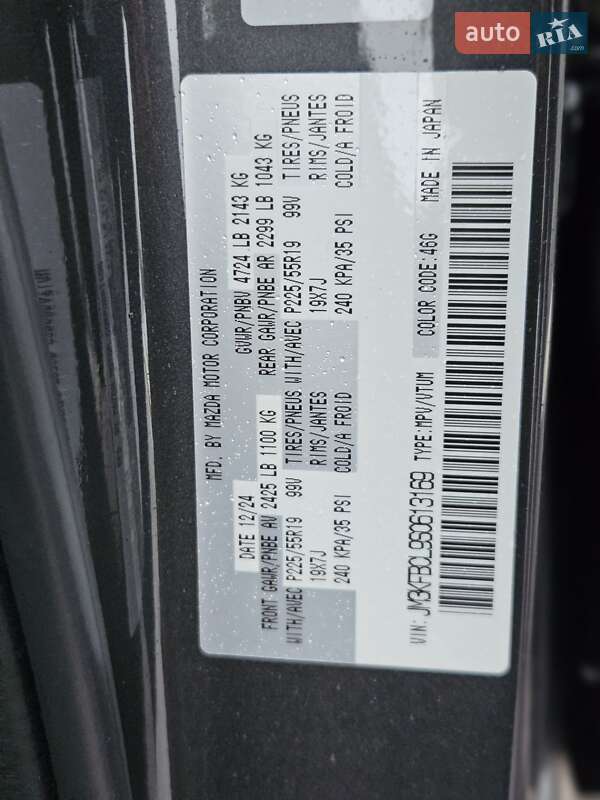 auto RIA.com
MFD. BY MAZDA MOTOR CORPORATION
DATE 12/24 GVWR/PNBV 4724 LB 2143 KG
FRONT GAWR/PNBE AV 2425 LB 1100 KG REAR GAWR/PNBE AR 2299 LB 1043 KG
WITH/AVEC P225/55R19 99V TIRES/PNEUS WITH/AVEC P225/55R19 99V TIRES/PNEUS
19X7J RIMS/JANTES 19X7J RIMS/JANTES
240 KPA/35 PSI COLD/A FROID 240 KPA/35 PSI COLD/A FROID
VIN: JM3KFBCL9S0613169 TYPE:MPV/VTUM COLOR CODE:46G MADE IN JAPAN